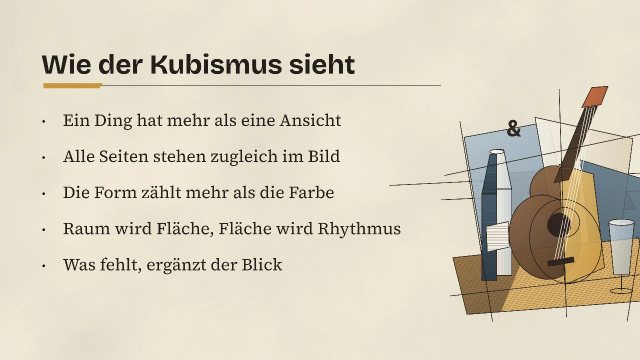 Wie der Kubismus sieht
· Ein Ding hat mehr als eine Ansicht
· Alle Seiten stehen zugleich im Bild
· Die Form zählt mehr als die Farbe
· Raum wird Fläche, Fläche wird Rhythmus
· Was fehlt, ergänzt der Blick
&